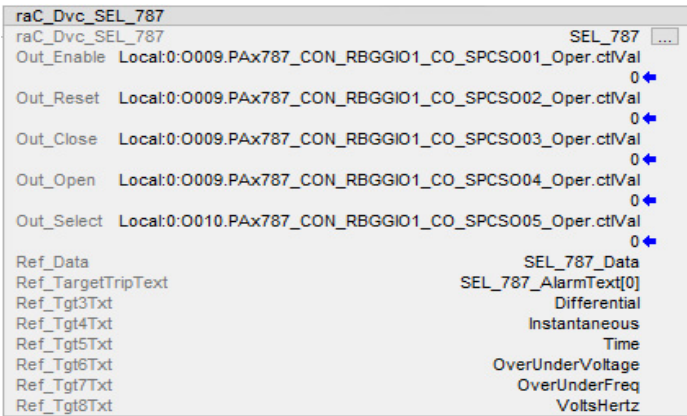 raC_Dvc_SEL_787
raC_Dvc_SEL_787 SEL_787 ...
Out_Enable Local:0:O009.PAx787_CON_RBGGIO1_CO_SPCSO01_Oper.ctlVal
0
Out_Reset Local:0:O009.PAx787_CON_RBGGIO1_CO_SPCSO02_Oper.ctlVal
0
Out_Close Local:0:O009.PAx787_CON_RBGGIO1_CO_SPCSO03_Oper.ctlVal
0
Out_Open Local:0:O009.PAx787_CON_RBGGIO1_CO_SPCSO04_Oper.ctlVal
0
Out_Select Local:0:O010.PAx787_CON_RBGGIO1_CO_SPCSO05_Oper.ctlVal
0
Ref_Data SEL_787_Data
Ref_TargetTripText SEL_787_AlarmText[0]
Ref_Tgt3Txt Differential
Ref_Tgt4Txt Instantaneous
Ref_Tgt5Txt Time
Ref_Tgt6Txt OverUnderVoltage
Ref_Tgt7Txt OverUnderFreq
Ref_Tgt8Txt VoltsHertz